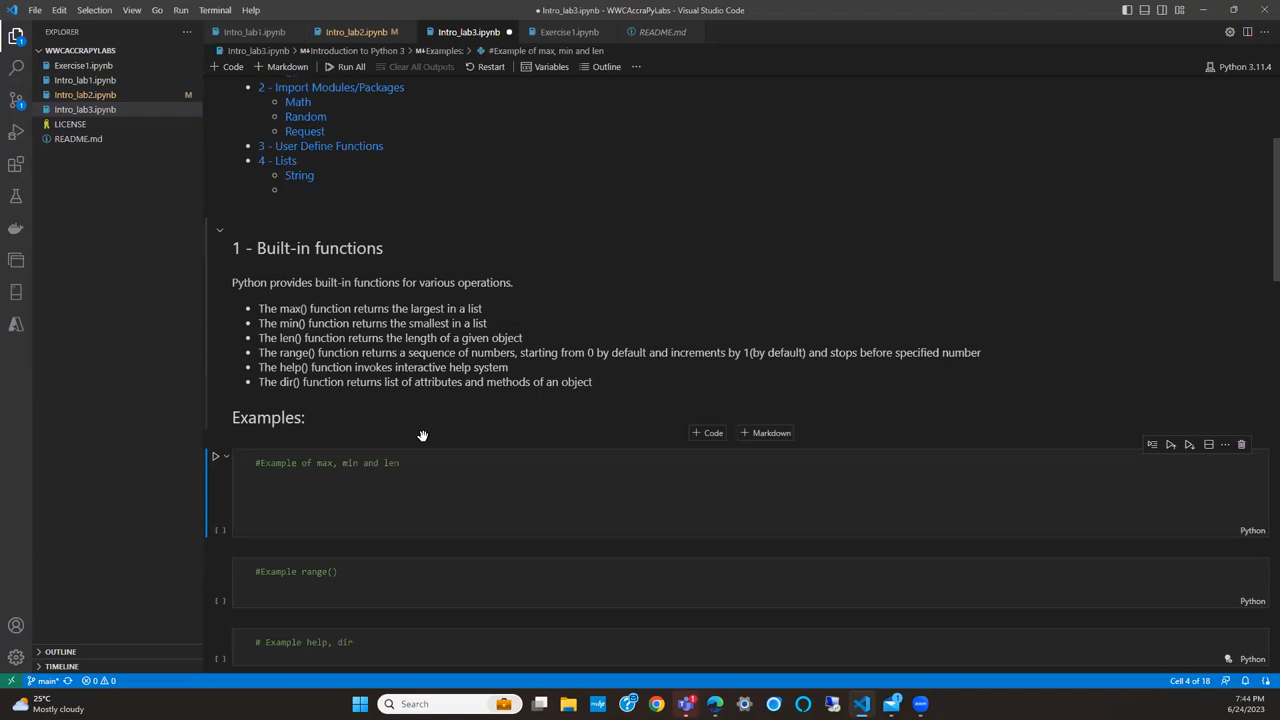 File Edit Selection View Go Run Terminal Help
● Intro_lab3.ipynb - WWCAccraPyLabs - Visual Studio Code
EXPLORER
WWCACCRAPYLABS
Exercise1.ipynb
Intro_lab1.ipynb
Intro_lab2.ipynb M
Intro_lab3.ipynb
LICENSE
README.md
OUTLINE
TIMELINE
Intro_lab1.ipynb Intro_lab2.ipynb M Intro_lab3.ipynb ● Exercise1.ipynb README.md
Intro_lab3.ipynb > Introduction to Python 3 > Examples: > #Example of max, min and len
+ Code + Markdown Run All Clear All Outputs Restart Variables Outline ... Python 3.11.4
2 - Import Modules/Packages
Math
Random
Request
3 - User Define Functions
4 - Lists
String
1 - Built-in functions
Python provides built-in functions for various operations.
The max() function returns the largest in a list
The min() function returns the smallest in a list
The len() function returns the length of a given object
The range() function returns a sequence of numbers, starting from 0 by default and increments by 1(by default) and stops before specified number
The help() function invokes interactive help system
The dir() function returns list of attributes and methods of an object
Examples:
+ Code + Markdown
#Example of max, min and len
[ ] Python
#Example range()
[ ] Python
# Example help, dir
[ ] Python
main* 0 0 Cell 4 of 18
25°C
Mostly cloudy
Search
7:44 PM
6/24/2023